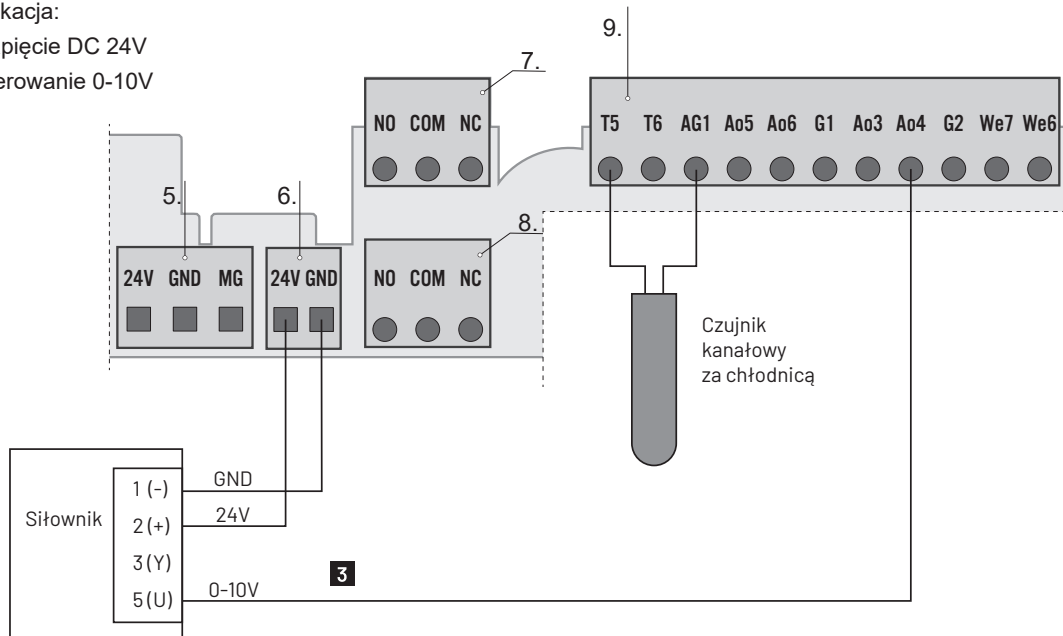 kacja:
pięcie DC 24V
erowanie 0-10V
9.
7.
NO COM NC
T5 T6 AG1 Ao5 Ao6 G1 Ao3 Ao4 G2 We7 We6
5.
6.
8.
24V GND MG
24V GND
NO COM NC
Czujnik
kanałowy
za chłodnicą
Siłownik
1 (-)
GND
2 (+)
24V
3 (Y)
3
5 (U)
0-10V